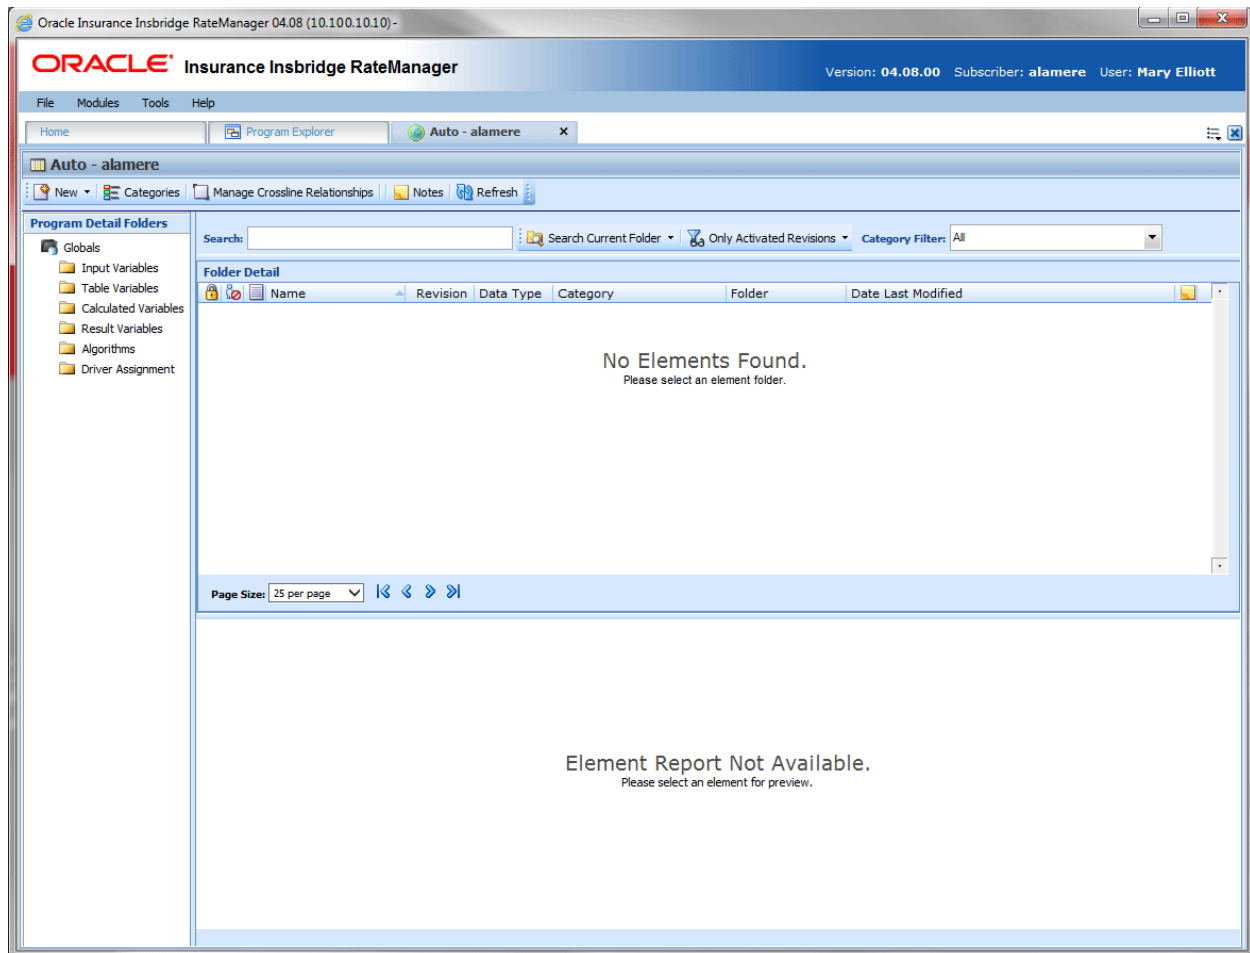 Oracle Insurance Insbridge RateManager 04.08 (10.100.10.10) -
ORACLE® Insurance Insbridge RateManager
Version: 04.08.00 Subscriber: alamere User: Mary Elliott
File Modules Tools Help
Home Program Explorer Auto - alamere x
Auto - alamere
New Categories Manage Crossline Relationships Notes Refresh
Program Detail Folders
Globals
Input Variables
Table Variables
Calculated Variables
Result Variables
Algorithms
Driver Assignment
Search: Search Current Folder Only Activated Revisions Category Filter: All
Folder Detail
Name Revision Data Type Category Folder Date Last Modified
No Elements Found.
Please select an element folder.
Page Size: 25 per page
Element Report Not Available.
Please select an element for preview.